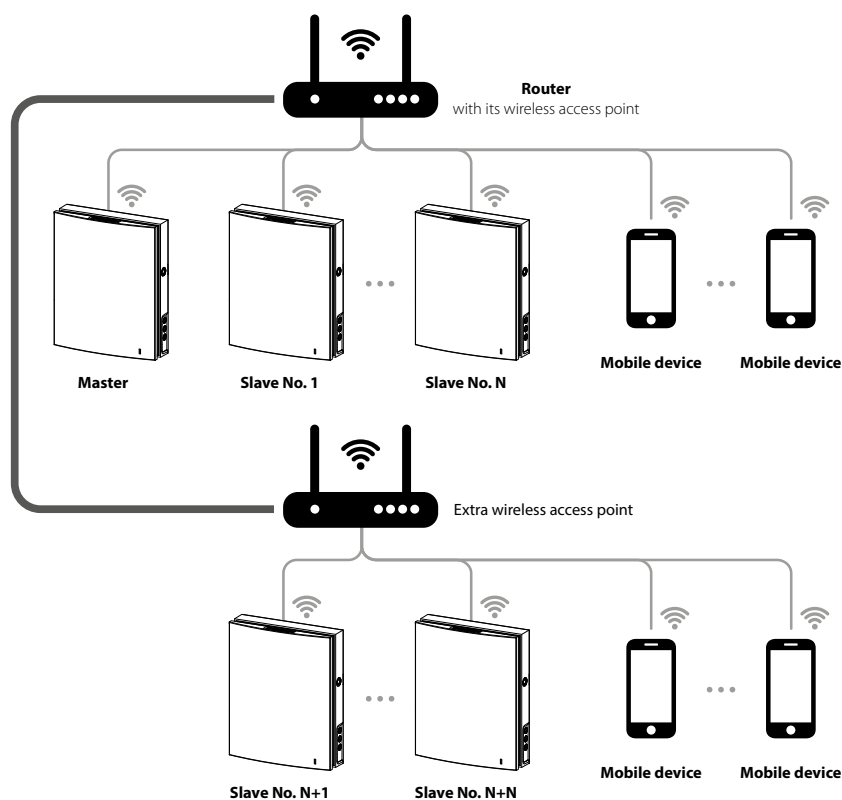 Router
with its wireless access point
Master
Slave No. 1
Slave No. N
Mobile device
Mobile device
Extra wireless access point
Slave No. N+1
Slave No. N+N
Mobile device
Mobile device